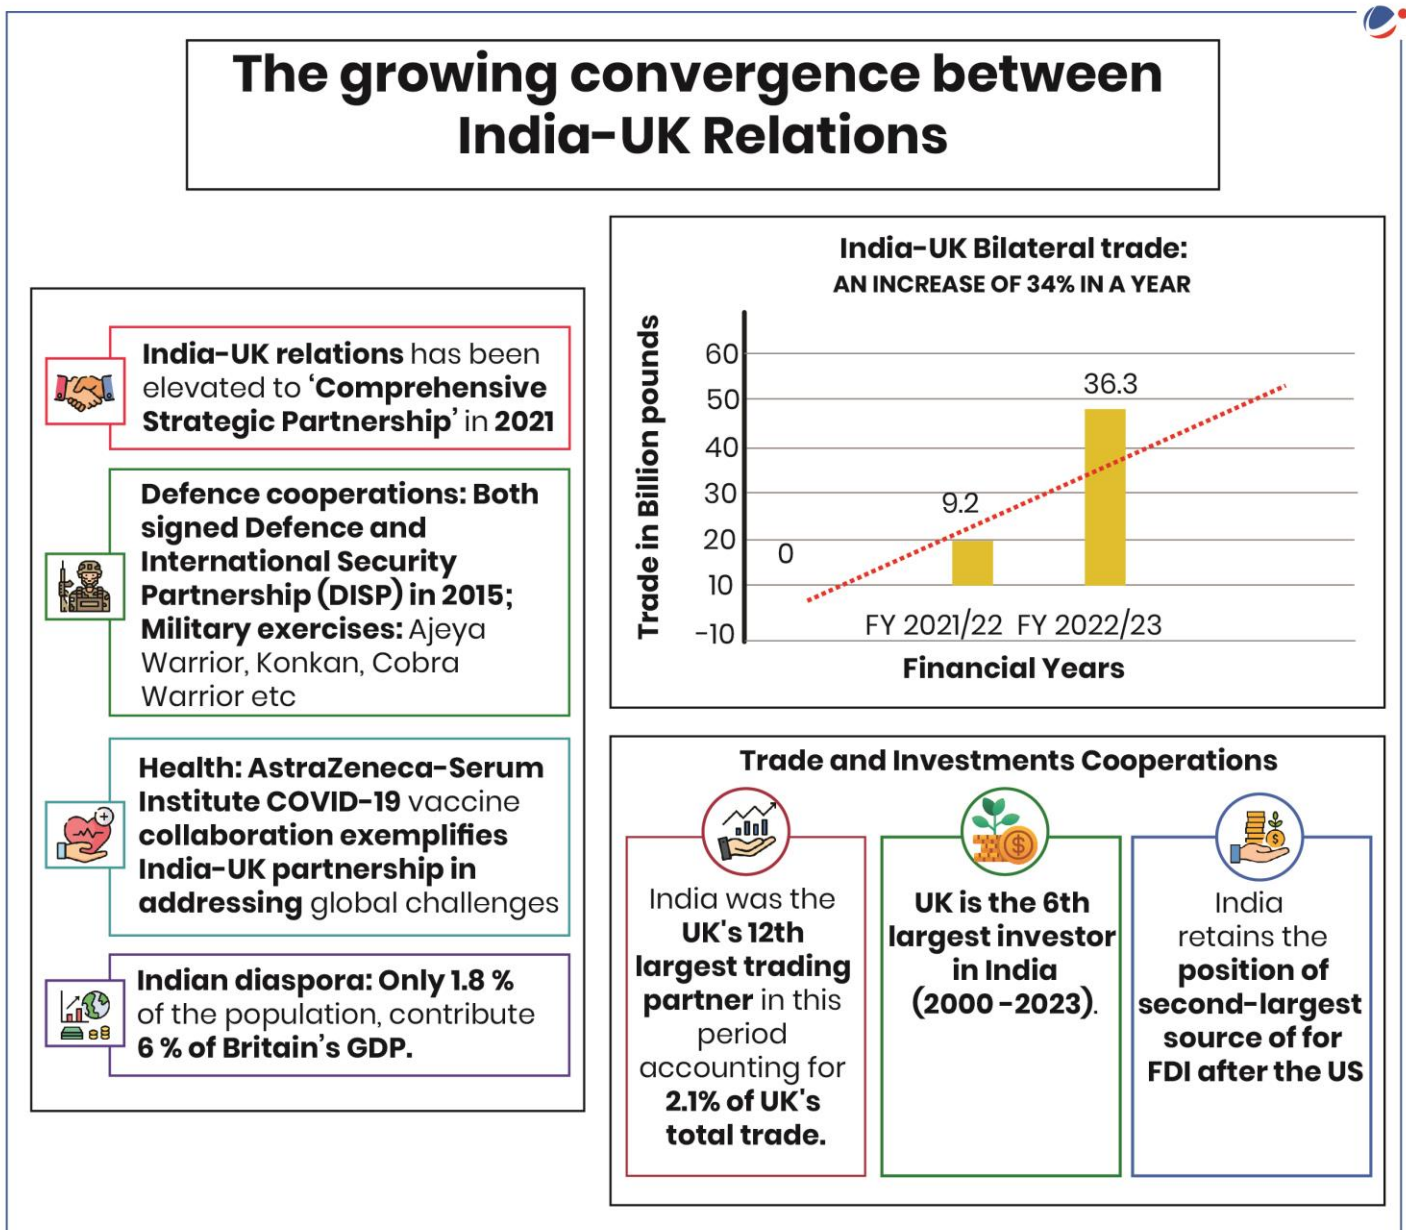 The growing convergence between
India-UK Relations
India-UK relations has been
elevated to ‘Comprehensive
Strategic Partnership’ in 2021
Defence cooperations: Both
signed Defence and
International Security
Partnership (DISP) in 2015;
Military exercises: Ajeya
Warrior, Konkan, Cobra
Warrior etc
Health: AstraZeneca-Serum
Institute COVID-19 vaccine
collaboration exemplifies
India-UK partnership in
addressing global challenges
Indian diaspora: Only 1.8 %
of the population, contribute
6 % of Britain’s GDP.
India-UK Bilateral trade:
AN INCREASE OF 34% IN A YEAR
Trade in Billion pounds
60
50
40
30
20
10
-10
0
9.2
36.3
FY 2021/22 FY 2022/23
Financial Years
Trade and Investments Cooperations
India was the
UK's 12th
largest trading
partner in this
period
accounting for
2.1% of UK's
total trade.
UK is the 6th
largest investor
in India
(2000 -2023).
India
retains the
position of
second-largest
source of for
FDI after the US